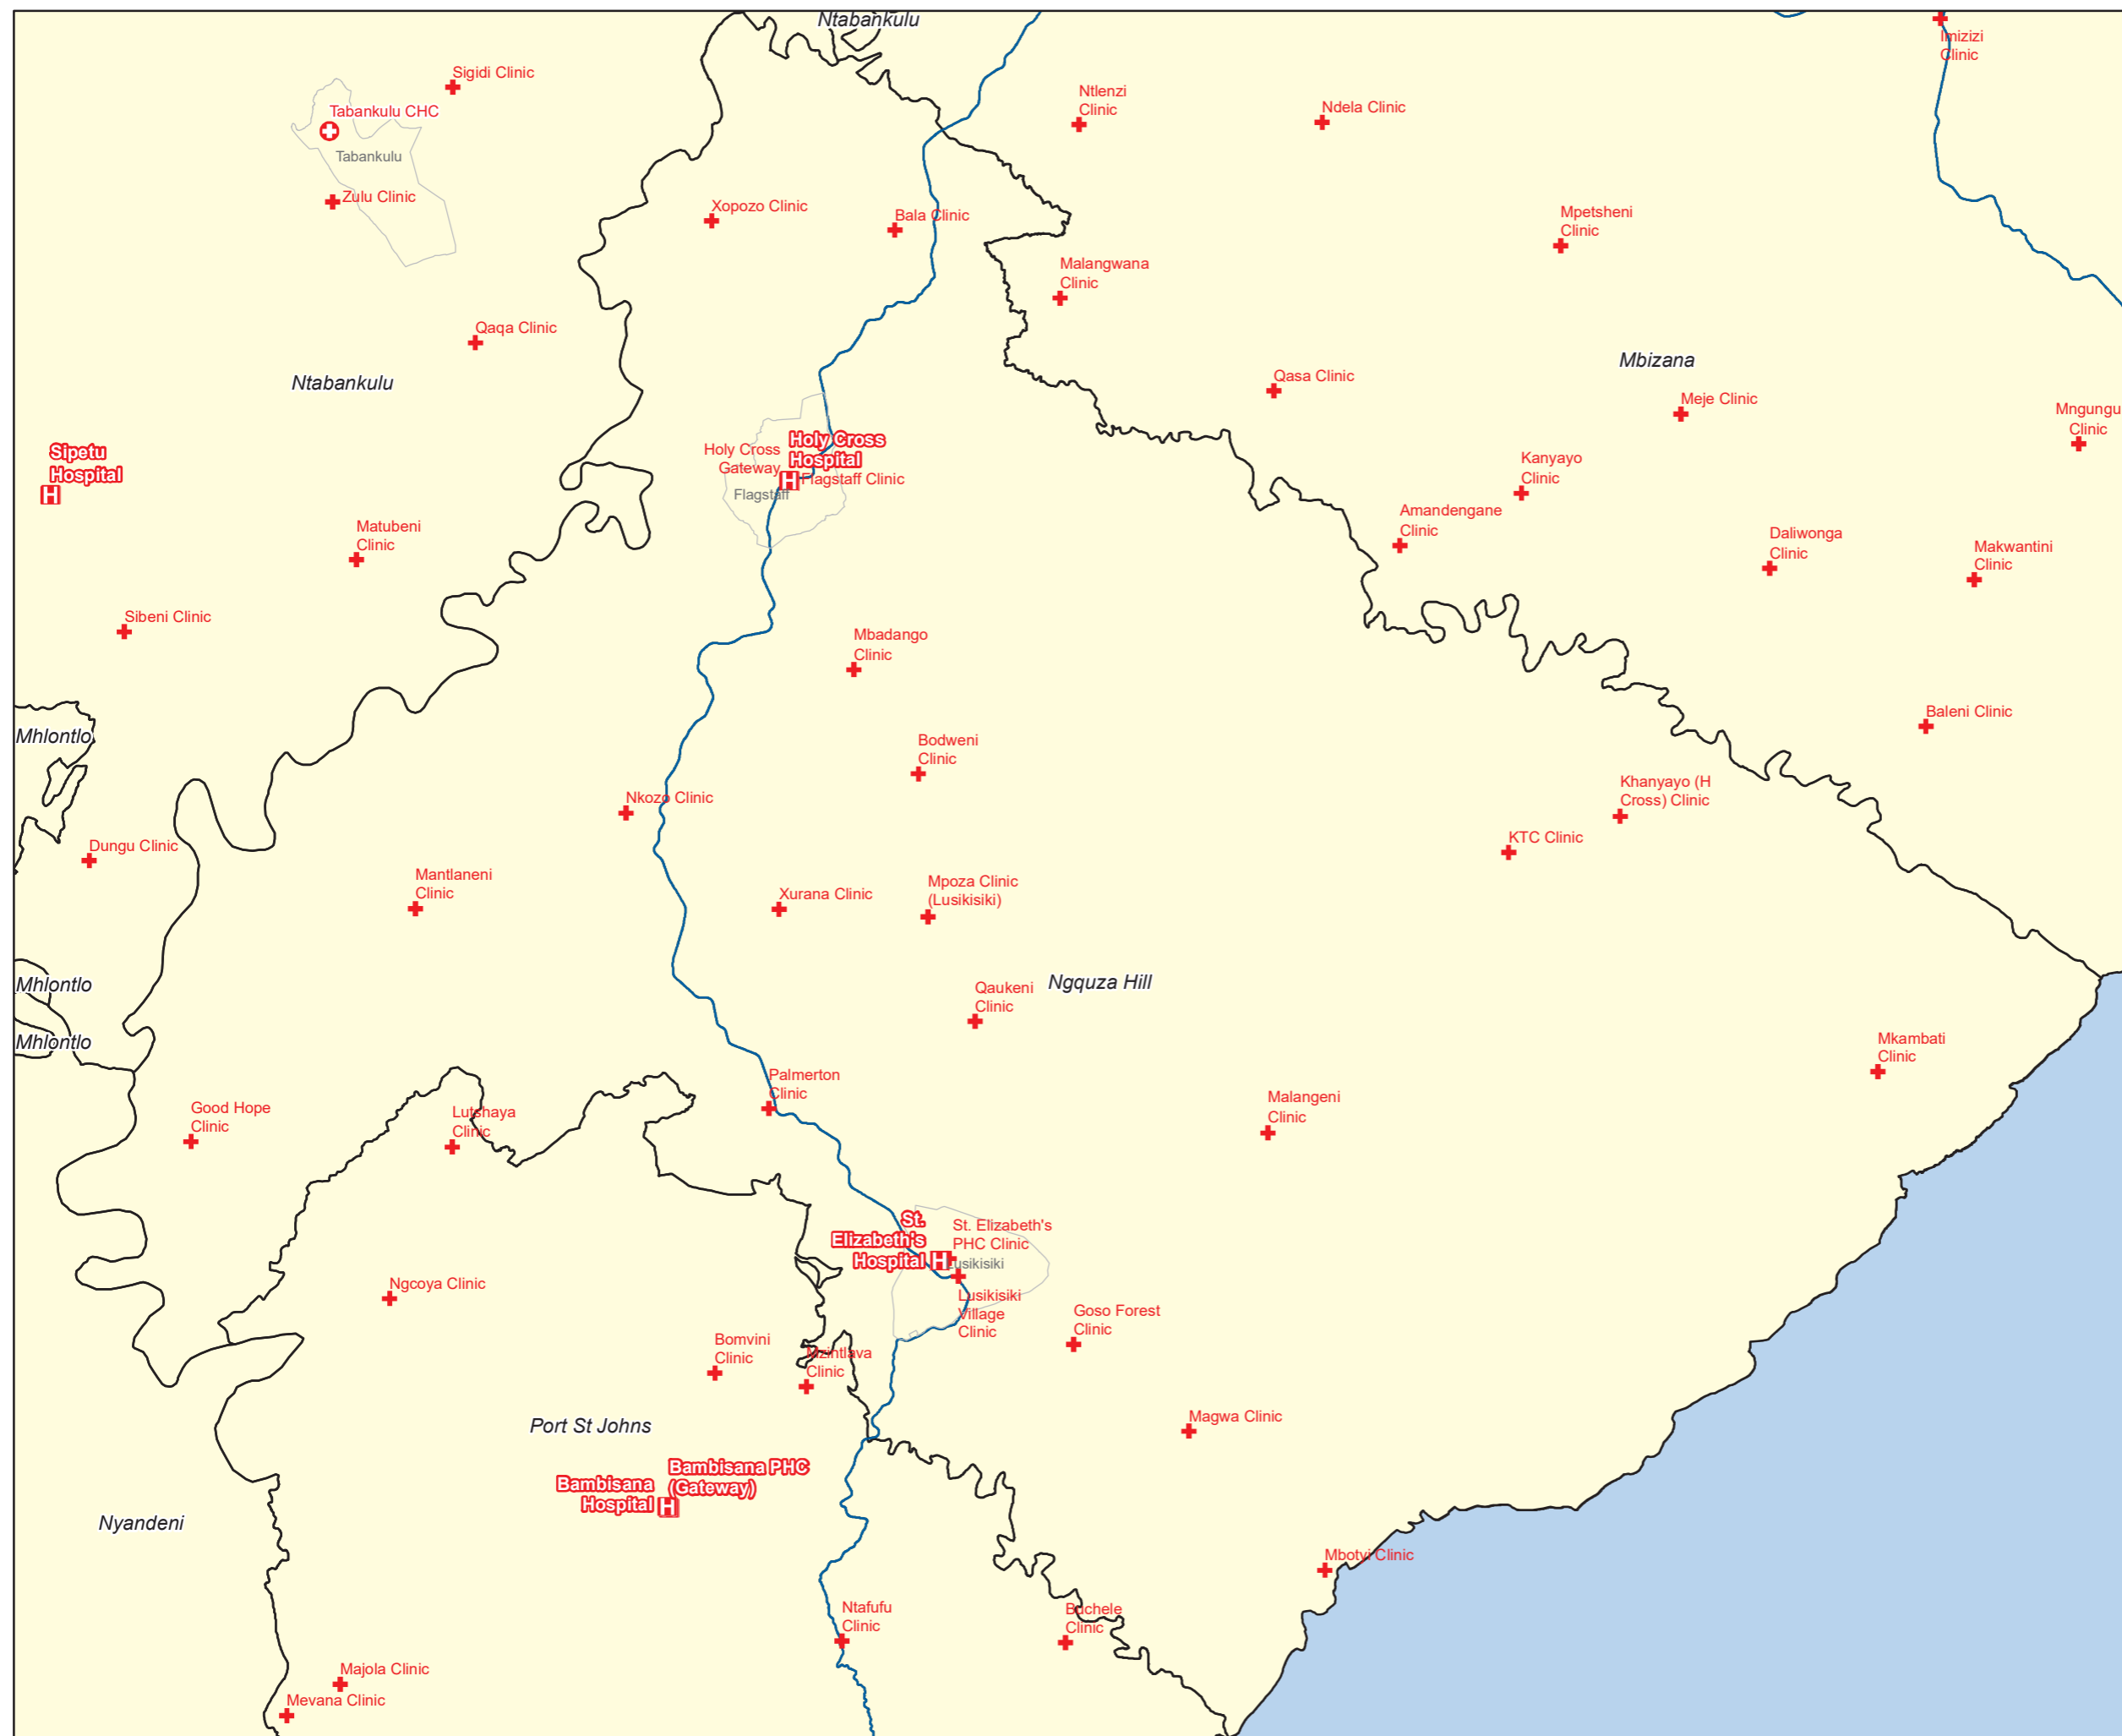 Ntabankulu
Imizizi
Clinic
Sigidi Clinic
Tabankulu CHC
Tabankulu
Zulu Clinic
Ntlenzi
Clinic
Ndela Clinic
Xopozo Clinic
Bala Clinic
Mpetsheni
Clinic
Malangwana
Clinic
Qaqa Clinic
Ntabankulu
Mbizana
Qasa Clinic
Meje Clinic
Mngungu
Clinic
Sipetu
Hospital
Holy Cross
Gateway
Holy Cross
Hospital
Flagstaff Clinic
Flagstaff
Kanyayo
Clinic
Amandengane
Clinic
Matubeni
Clinic
Daliwonga
Clinic
Makwantini
Clinic
Sibeni Clinic
Mbadango
Clinic
Baleni Clinic
Mhlontlo
Bodweni
Clinic
Nkozo Clinic
Khanyayo (H
Cross) Clinic
KTC Clinic
Dungu Clinic
Mantlaneni
Clinic
Xurana Clinic
Mpoza Clinic
(Lusikisiki)
Mhlontlo
Ngquza Hill
Qaukeni
Clinic
Mhlontlo
Mkambati
Clinic
Palmerton
Clinic
Malangeni
Clinic
Good Hope
Clinic
Lutshaya
Clinic
St.
Elizabeth's
Hospital
St. Elizabeth's
PHC Clinic
Lusikisiki
Lusikisiki
Village
Clinic
Ngcoya Clinic
Goso Forest
Clinic
Bomvini
Clinic
Mzintlava
Clinic
Port St Johns
Magwa Clinic
Bambisana
Hospital
Bambisana PHC
(Gateway)
Nyandeni
Mbotyi Clinic
Ntafufu
Clinic
Buchele
Clinic
Majola Clinic
Mevana Clinic